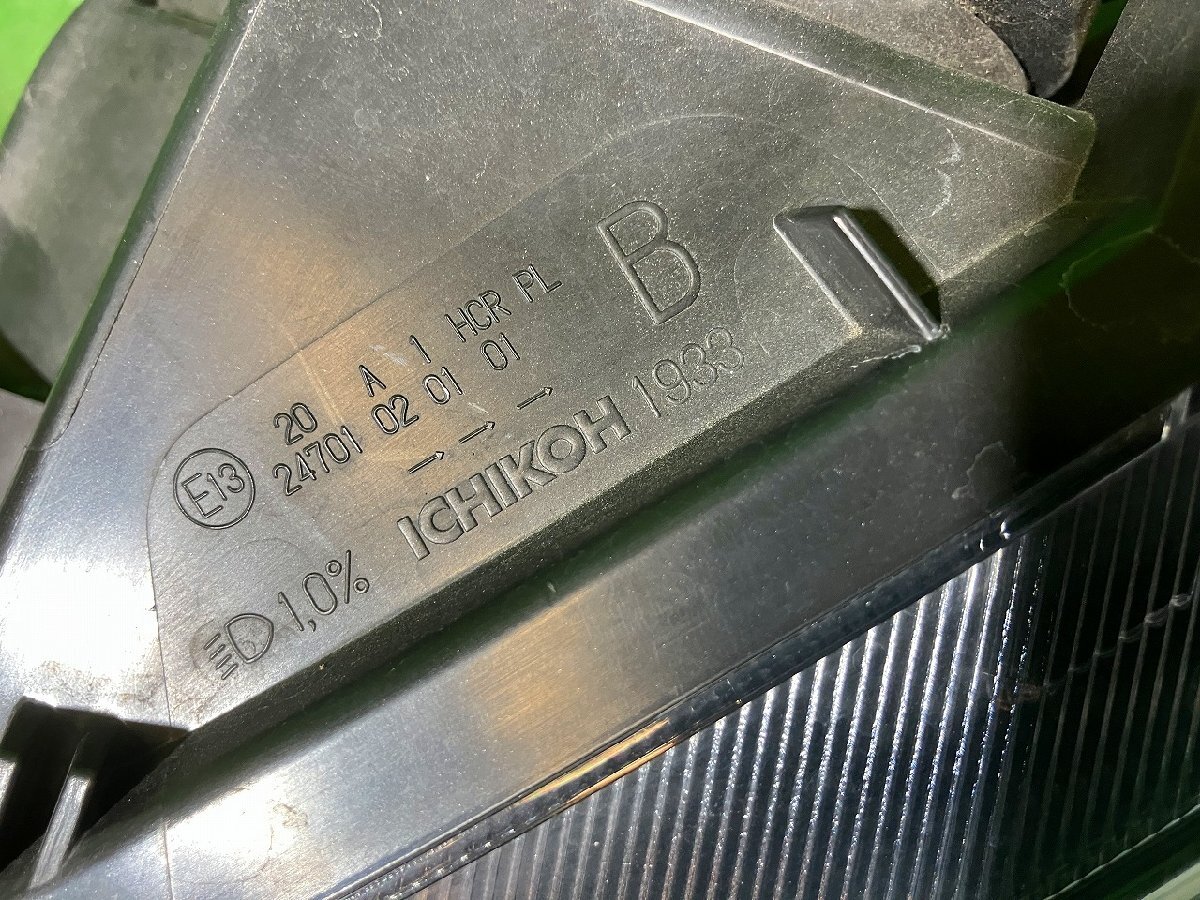 B
20 A 1 HCR PL
E13 24701 02 01 01
ICHIKOH 1933
1,0%